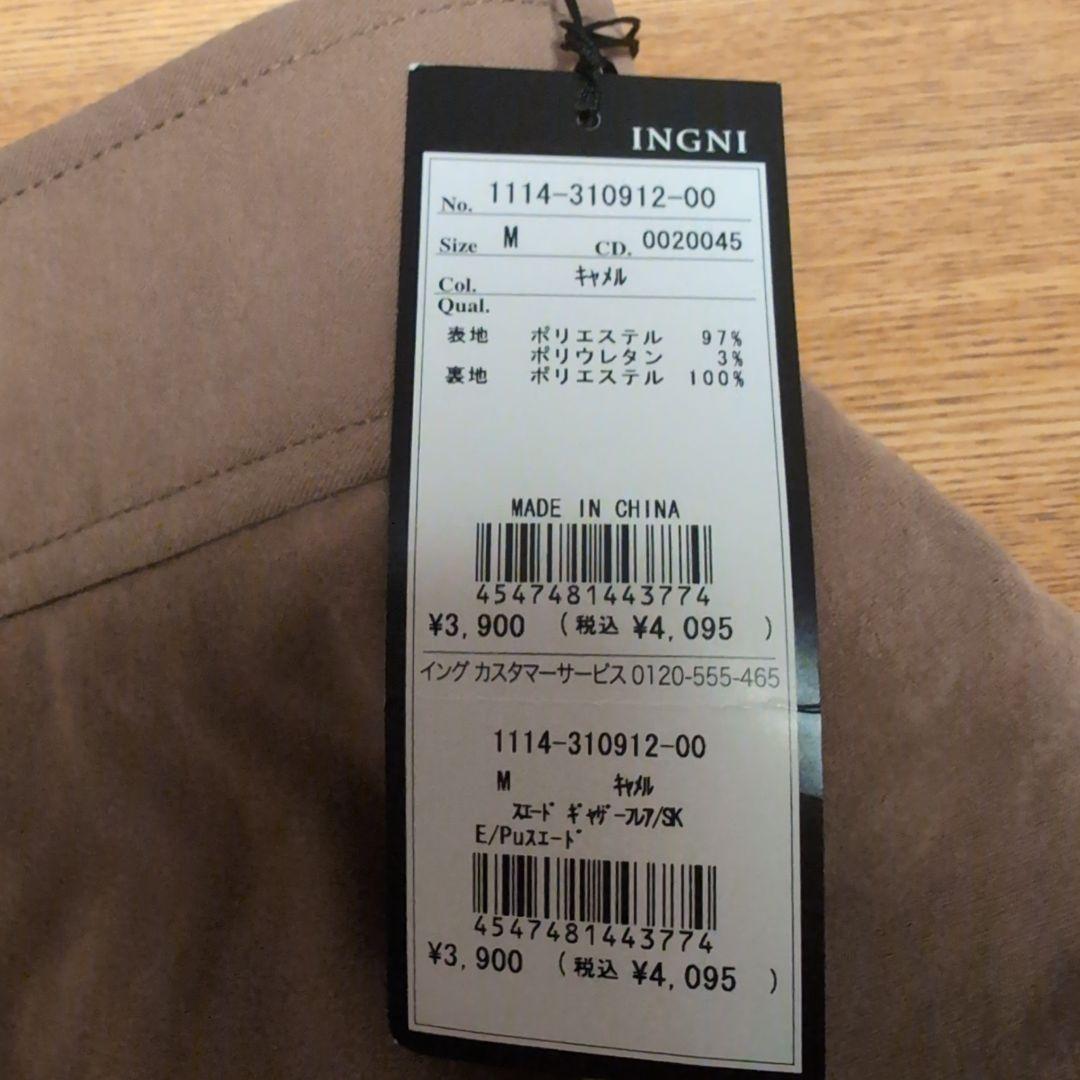 INGNI
No. 1114-310912-00
Size M CD. 0020045
Col. キャメル
Qual.
表地 ポリエステル 97%
ポリウレタン 3%
裏地 ポリエステル 100%
MADE IN CHINA
4547481443774
¥3,900 (税込 ¥4,095 )
イング カスタマーサービス 0120-555-465
1114-310912-00
M キャメル
スエード ギャザーフレア/SK
E/Puスエード
4547481443774
¥3,900 (税込 ¥4,095 )